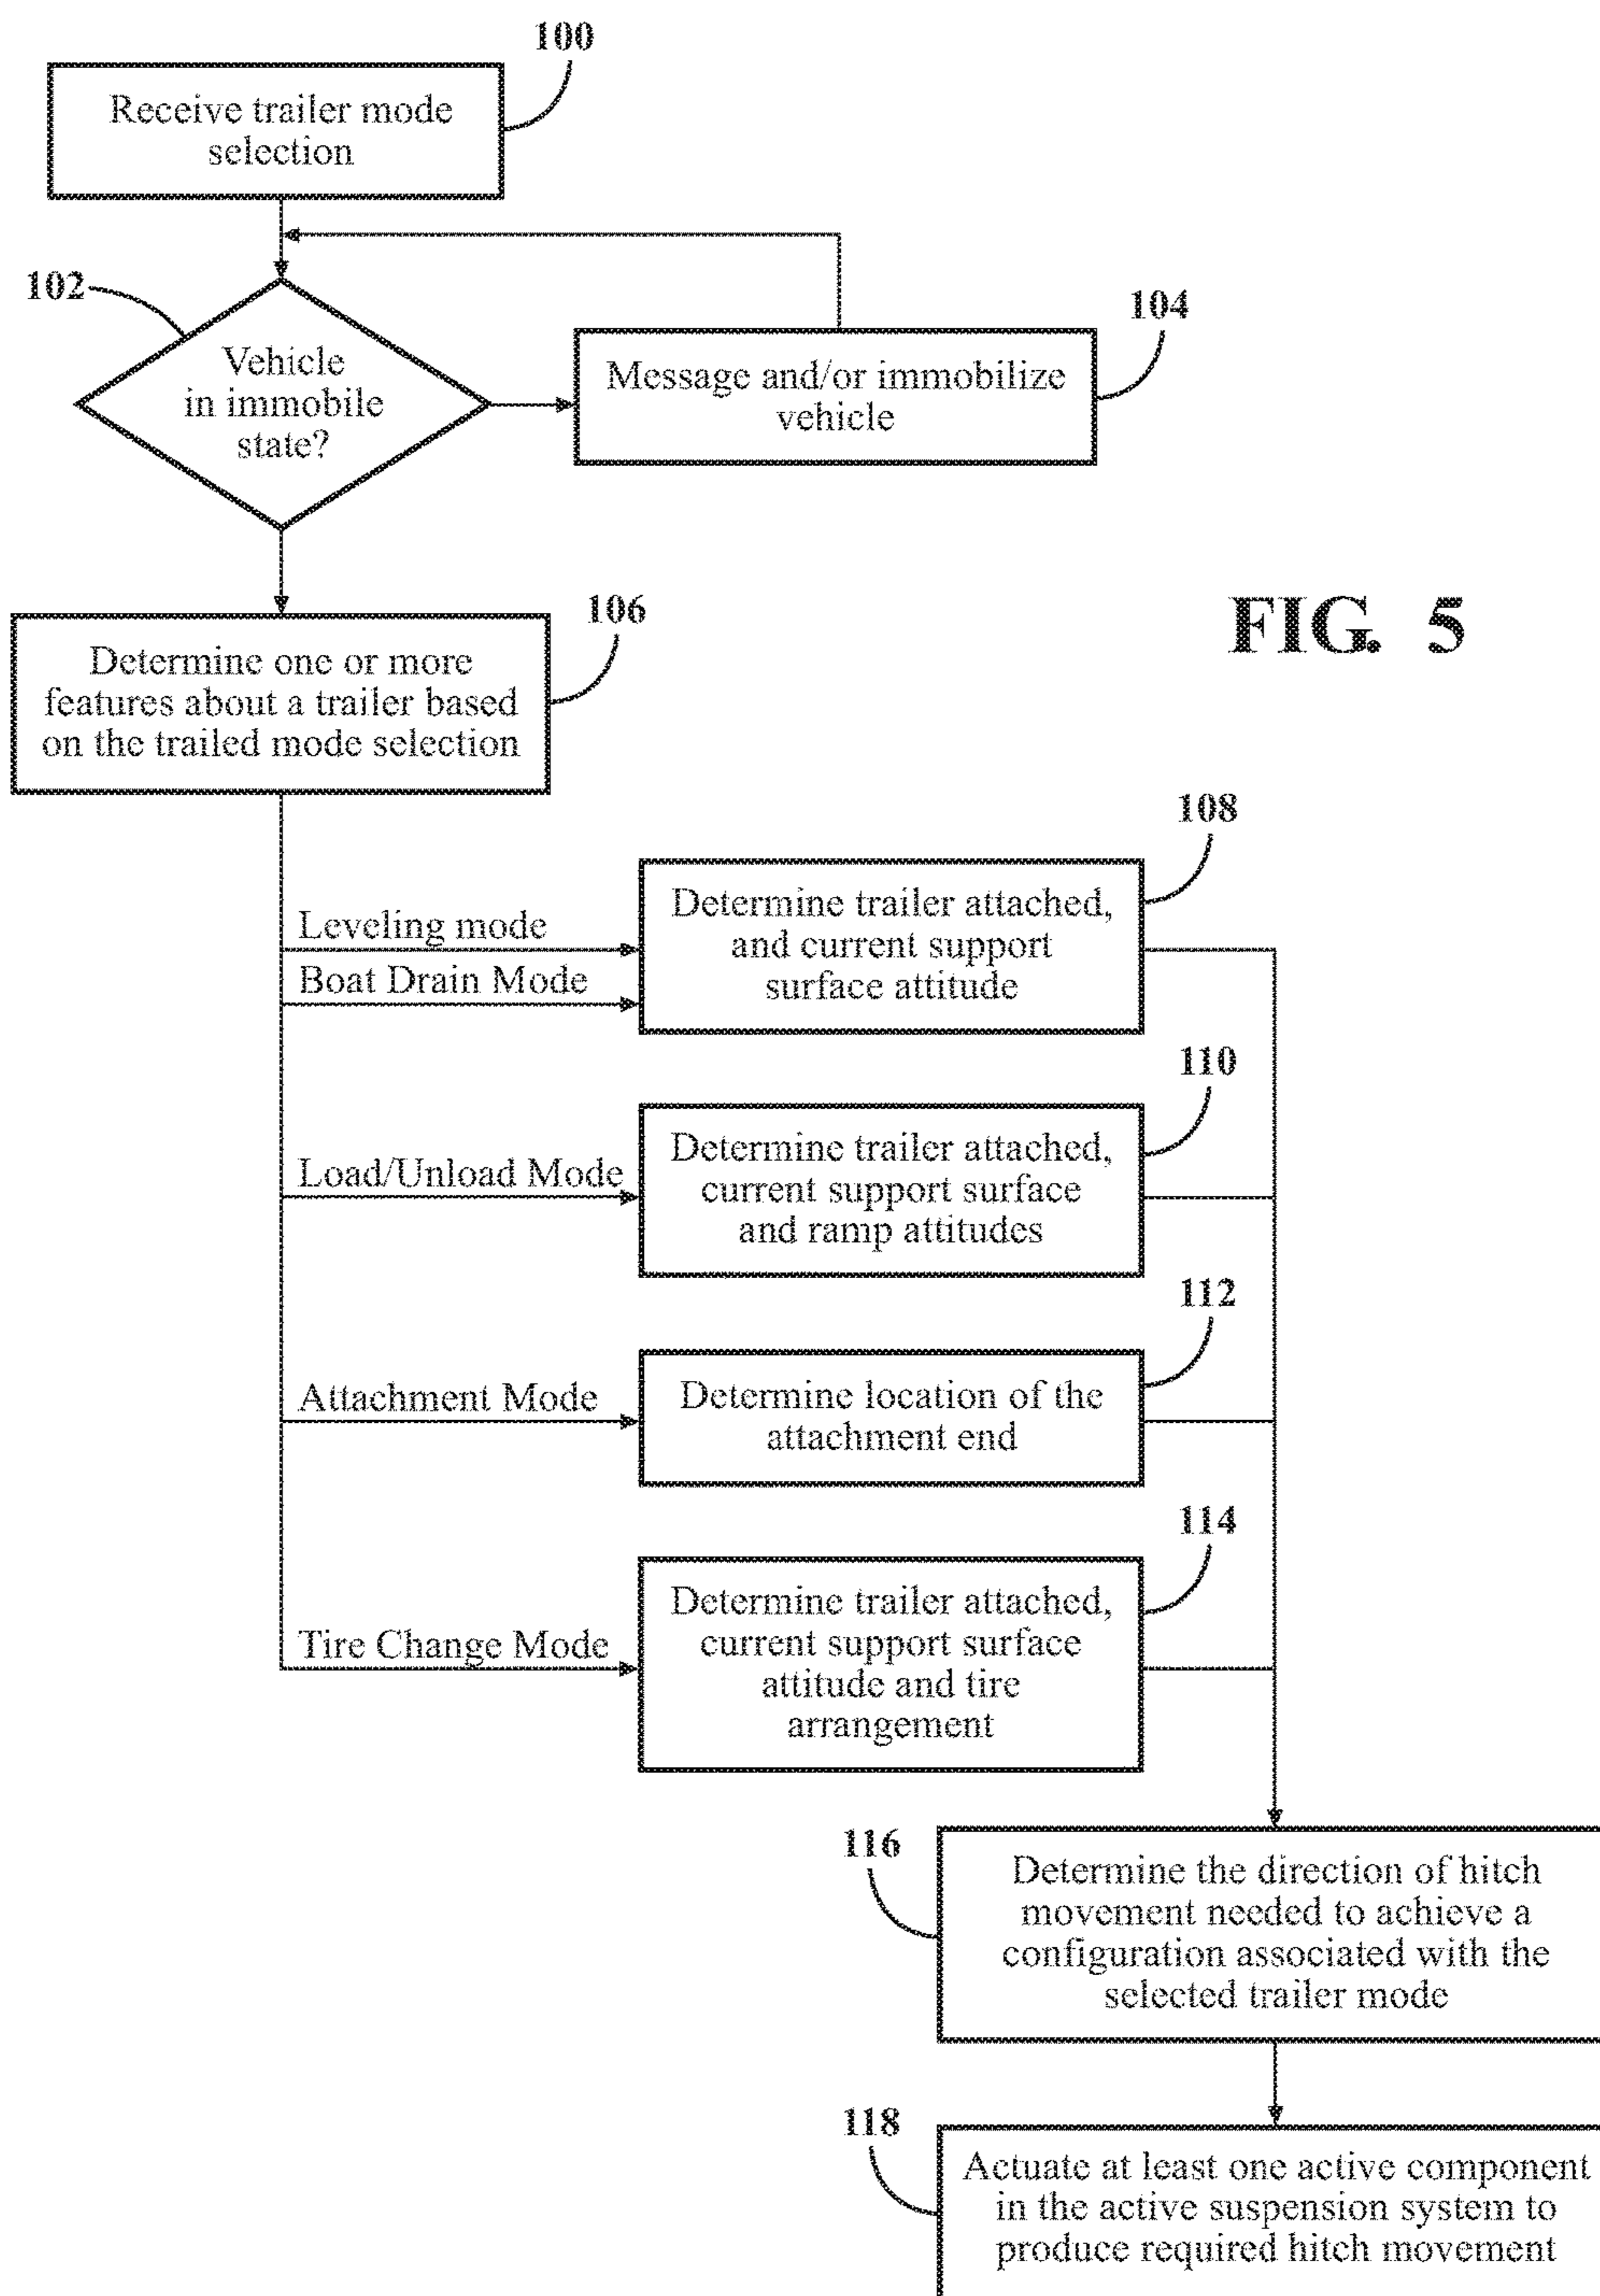 100
Receive trailer mode
selection
102
Vehicle
in immobile
state?
104
Message and/or immobilize
vehicle
106
Determine one or more
features about a trailer based
on the trailed mode selection
FIG. 5
108
Leveling mode
Boat Drain Mode
Determine trailer attached,
and current support
surface attitude
110
Load/Unload Mode
Determine trailer attached,
current support surface
and ramp attitudes
112
Attachment Mode
Determine location of the
attachment end
114
Tire Change Mode
Determine trailer attached,
current support surface
attitude and tire
arrangement
116
Determine the direction of hitch
movement needed to achieve a
configuration associated with the
selected trailer mode
118
Actuate at least one active component
in the active suspension system to
produce required hitch movement